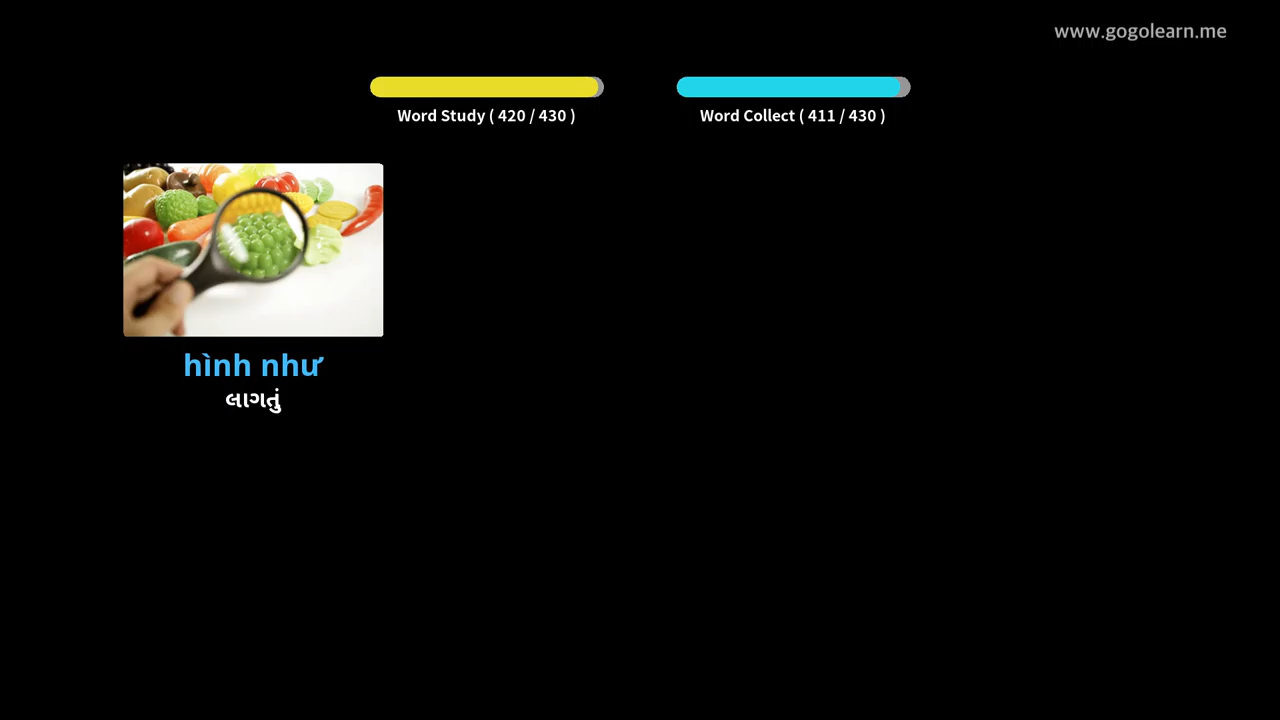 www.gogolearn.me
Word Study ( 420 / 430 )
Word Collect ( 411 / 430 )
hình như
લાગતું